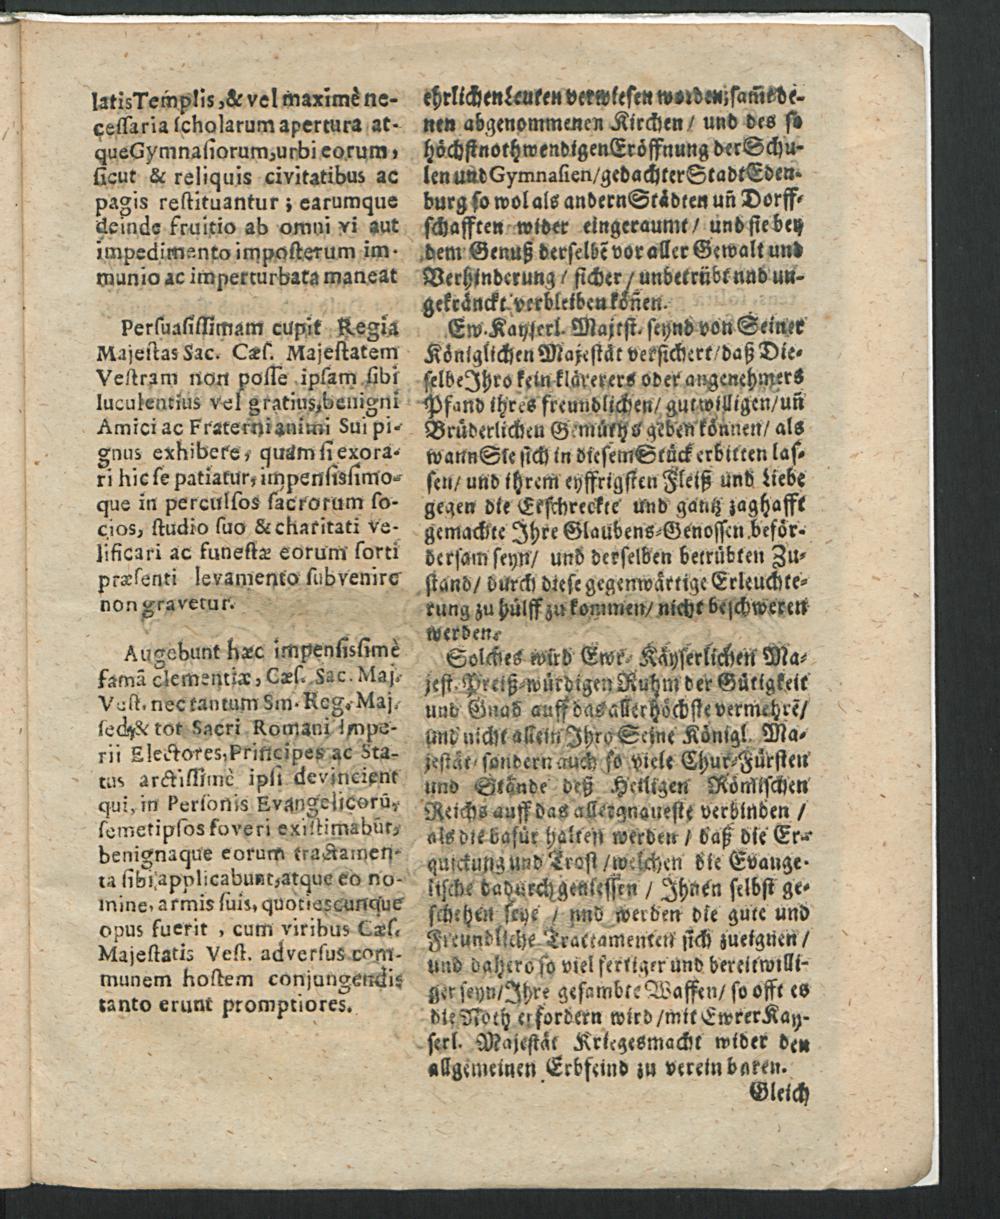 latis Templis, & vel maximè ne-
cessaria scholarum apertura at-
que Gymnasiorum, urbi eorum,
sicut & reliquis civitatibus ac
pagis restituantur ; earumque
deinde fruitio ab omni vi aut
impedimento imposterum im-
munio ac imperturbata maneat
Persuasissimam cupit Regia
Majestas Sac. Cæs. Majestatem
Vestram non posse ipsam sibi
luculentius vel gratius, benigni
Amici ac Fraterni animi Sui pi-
gnus exhibere, quàm si exora-
ri hic se patiatur, impensissimo-
que in perculsos sacrorum so-
cios, studio suo & charitati ve-
lificari ac funestæ eorum sorti
præsenti levamento subvenire
non gravetur.
Augebunt hæc impensissimè
famã clementiæ, Cæs. Sac. Maj.
Vest. nec tantum Sm. Reg. Maj.
sed, & tot Sacri Romani Impe-
rii Electores, Principes ac Sta-
tus arctissimè ipsi devincient
qui, in Personis Evangelicorũ,
semetipsos foveri existimabũt,
benignaque eorum tractamen-
ta sibi applicabunt, atque eo no-
mine, armis suis, quotiescunque
opus fuerit , cum viribus Cæs.
Majestatis Vest. adversus com-
munem hostem conjungendis
tanto erunt promptiores.
ehrlichen Leuten verwiesen worden; sam̃t de-
nen abgenommenen Kirchen / und des so
höchstnothwendigen Eröffnung der Schu-
len und Gymnasien / gedachter Stadt Eden-
burg so wol als andern Städten uñ Dorff-
schafften wider eingeraumt / und sie bey
dem Genuß derselbẽ vor aller Gewalt und
Verhinderung / sicher / unbetrübt und un-
gekränckt verbleiben köñen.
Ew. Kayserl. Majest. seynd von Seiner
Königlichen Majestät versichert / daß Die-
selbe Ihro kein klärerers oder angenehmers
Pfand ihres freundlichen / gutwilligen / uñ
Brüderlichen Gemüths geben können / als
wann Sie sich in diesem Stück erbitten las-
sen / und ihrem eyffrigsten Fleiß und Liebe
gegen die Erschreckte und gantz zaghafft
gemachte Ihre Glaubens-Genossen beför-
dersam seyn / und derselben betrübten Zu-
stand / durch diese gegenwärtige Erleuchte-
rung zu hülff zu kommen / nicht beschweren
werden.
Solches wird Ewr. Käyserlichen Ma-
jest. Preiß-würdigen Ruhm der Gütigkeit
und Gnad auff das allerhöchste vermehrẽ /
und nicht allein Ihro Seine Königl. Ma-
jestät sondern auch so viele Chur-Fürsten
und Stände deß Heiligen Römischen
Reichs auff das allergnaueste verbinden /
als die dafür halten werden / daß die Er-
quickung und Trost / welchen die Evange-
lische dadurch geniessen / Ihnen selbst ge-
schehen seye / und werden die gute und
Freundliche Tractamenten sich zueignen /
und dahero so viel fertiger und bereitwilli-
ger seyn / Ihre gesambte Waffen / so offt es
die Noth erfordern wird / mit Ewrer Kay-
serl. Majestät Kriegesmacht wider den
allgemeinen Erbfeind zu vereinbaren.
Gleich